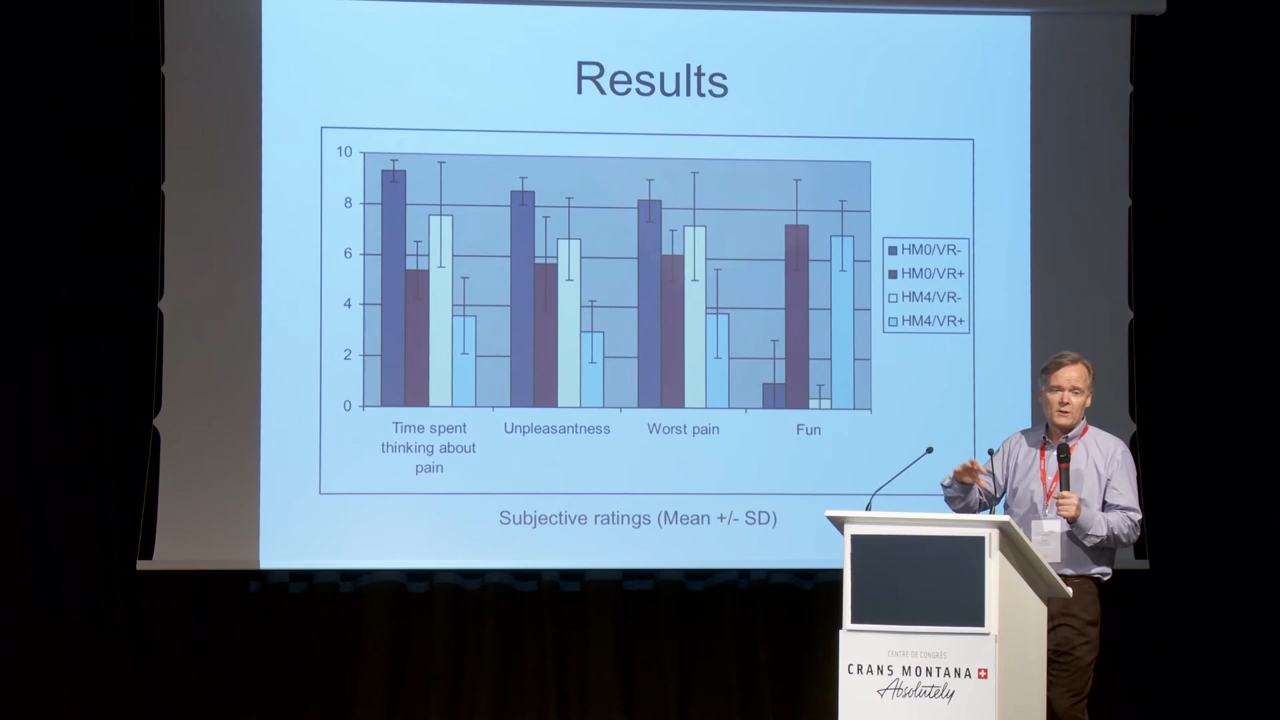 Results
10
8
6
4
2
0
Time spent
thinking about
pain
Unpleasantness
Worst pain
Fun
HM0/VR-
HM0/VR+
HM4/VR-
HM4/VR+
Subjective ratings (Mean +/- SD)
CENTRE DE CONGRÈS
CRANS MONTANA
Absolutely